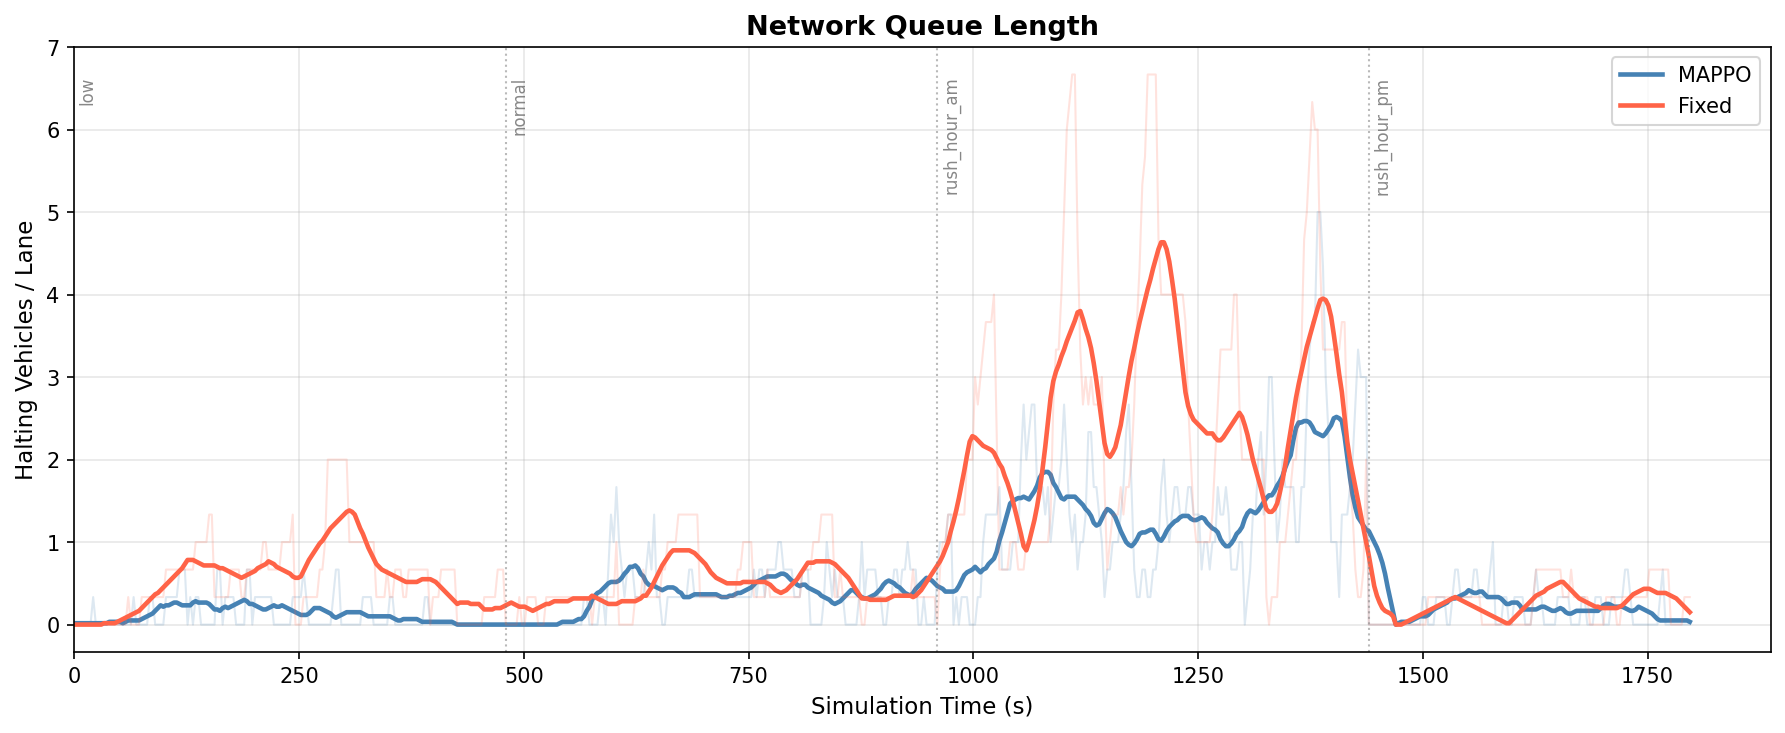 Network Queue Length
MAPPO
Fixed
low
normal
rush_hour_am
rush_hour_pm
Halting Vehicles / Lane
7
6
5
4
3
2
1
0
0
250
500
750
1000
1250
1500
1750
Simulation Time (s)